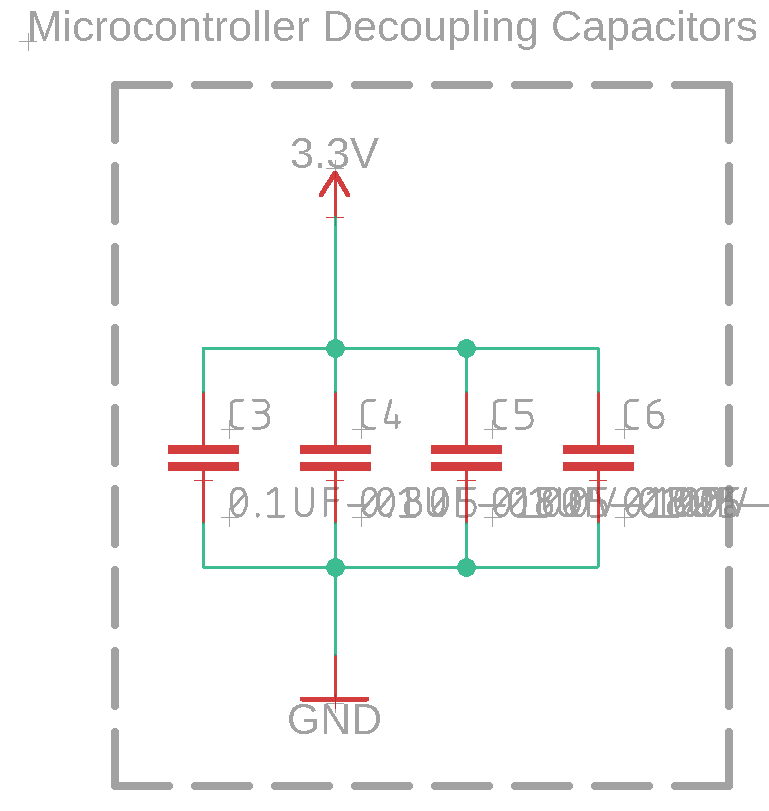 Microcontroller Decoupling Capacitors
3.3V
C3 C4 C5 C6
0.1UF-
GND